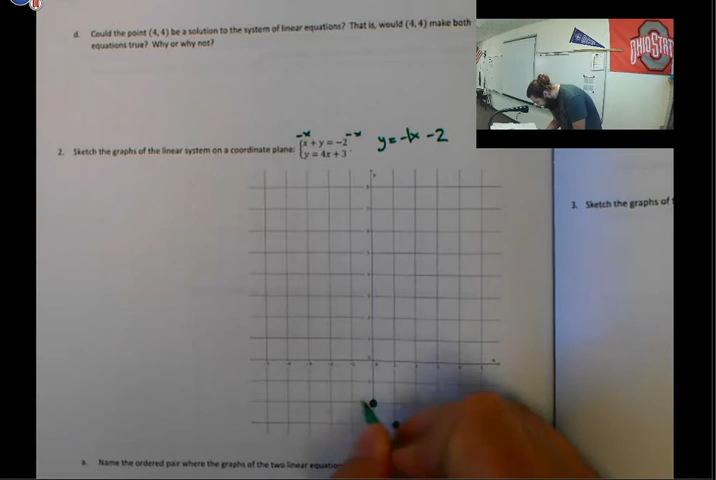 d. Could the point (4, 4) be a solution to the system of linear equations? That is, would (4, 4) make both
equations true? Why or why not?
OHIO STATE
-x -x
2. Sketch the graphs of the linear system on a coordinate plane: { x + y = -2 y = -1x - 2
y = 4x + 3
3. Sketch the graphs of
a. Name the ordered pair where the graphs of the two linear equation